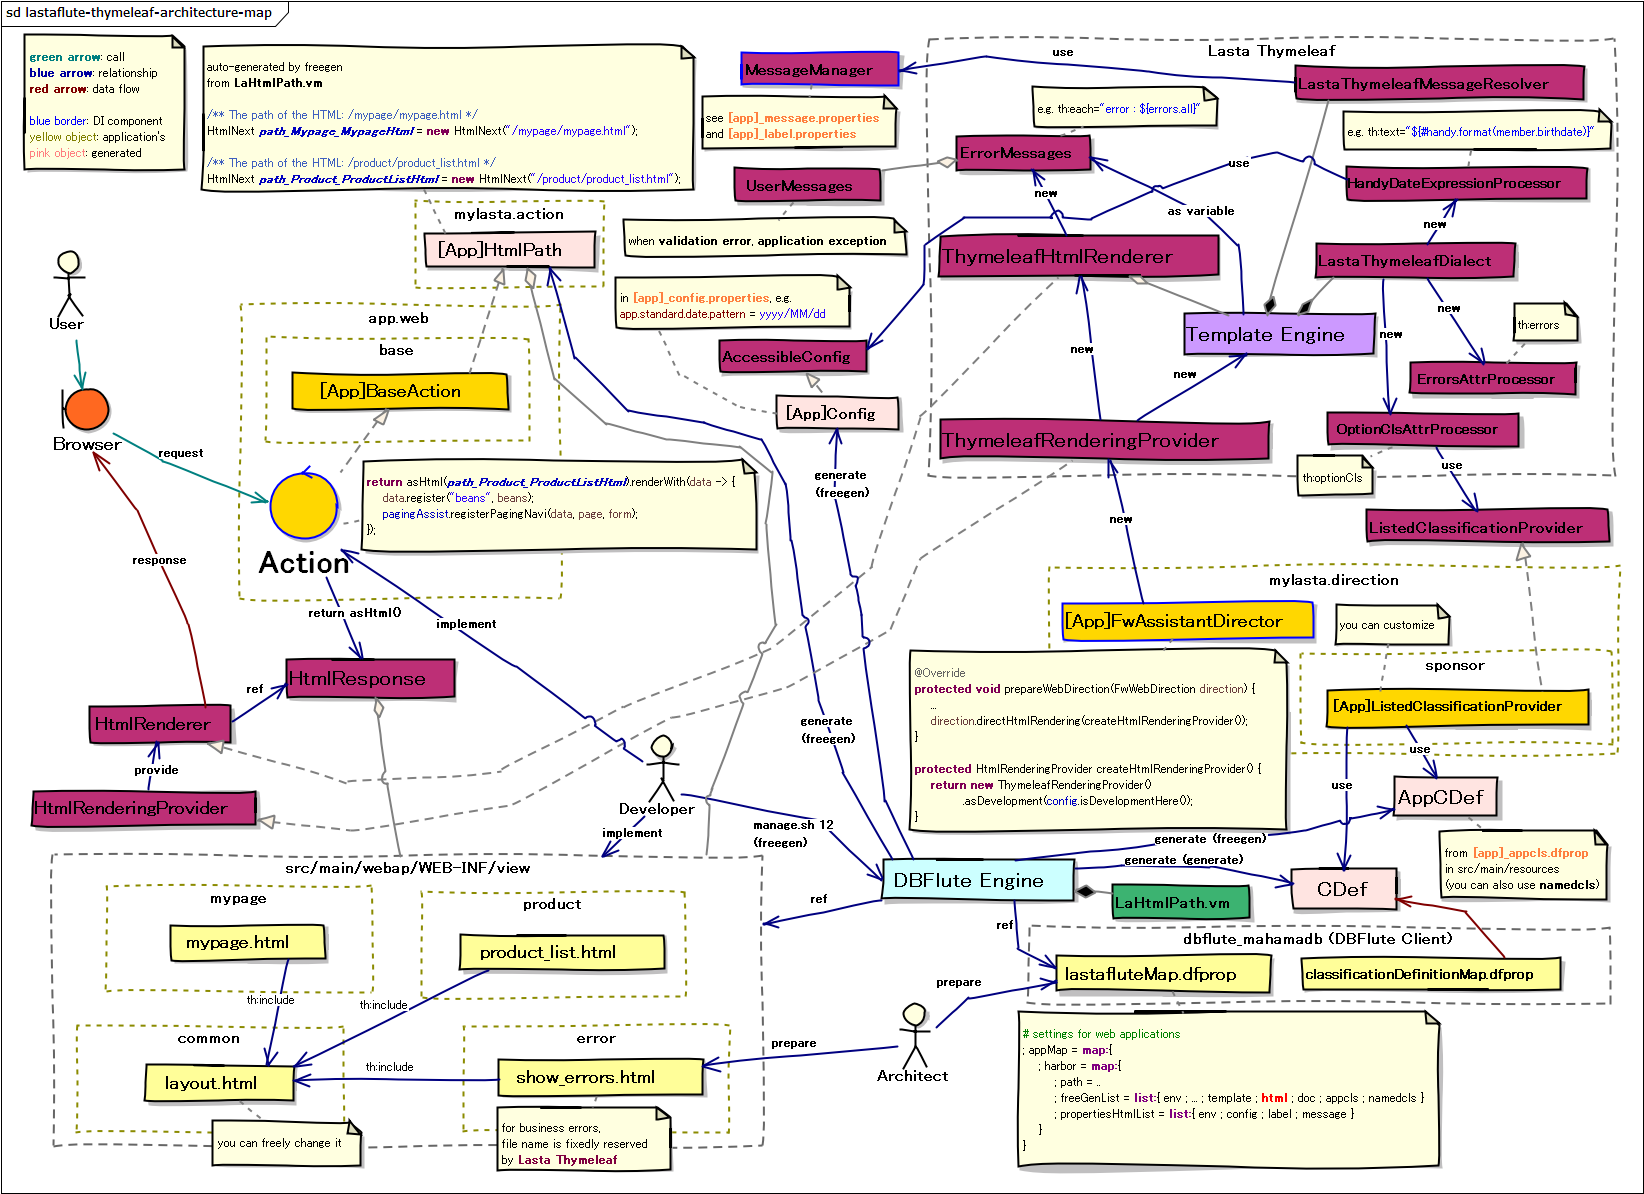 sd lastaflute-thymeleaf-architecture-map
green arrow: call
blue arrow: relationship
red arrow: data flow
blue border: DI component
yellow object: application's
pink object: generated
auto-generated by freegen
from LaHtmlPath.vm
/** The path of the HTML: /mypage/mypage.html */
HtmlNext path_Mypage_MypageHtml = new HtmlNext("/mypage/mypage.html");
/** The path of the HTML: /product/product_list.html */
HtmlNext path_Product_ProductListHtml = new HtmlNext("/product/product_list.html");
MessageManager
see [app]_message.properties
and [app]_label.properties
UserMessages
when validation error, application exception
in [app]_config.properties, e.g.
app.standard.date.pattern = yyyy/MM/dd
AccessibleConfig
[App]Config
generate
(freegen)
Lasta Thymeleaf
use
LastaThymeleafMessageResolver
e.g. th:each="error : ${errors.all}"
ErrorMessages
e.g. th:text="${#handy.format(member.birthdate)}"
use
HandyDateExpressionProcessor
new
as variable
new
ThymeleafHtmlRenderer
LastaThymeleafDialect
new
new
Template Engine
new
th:errors
new
new
ErrorsAttrProcessor
ThymeleafRenderingProvider
OptionClsAttrProcessor
use
th:optionCls
new
ListedClassificationProvider
mylasta.action
[App]HtmlPath
app.web
base
[App]BaseAction
return asHtml(path_Product_ProductListHtml).renderWith(data -> {
data.register("beans", beans);
pagingAssist.registerPagingNavi(data, page, form);
});
Action
User
Browser
request
response
return asHtml()
implement
HtmlResponse
ref
HtmlRenderer
provide
HtmlRenderingProvider
Developer
implement
manage.sh 12
(freegen)
generate
(freegen)
mylasta.direction
[App]FwAssistantDirector
you can customize
sponsor
[App]ListedClassificationProvider
@Override
protected void prepareWebDirection(FwWebDirection direction) {
...
direction.directHtmlRendering(createHtmlRenderingProvider());
}
protected HtmlRenderingProvider createHtmlRenderingProvider() {
return new ThymeleafRenderingProvider()
.asDevelopment(config.isDevelopmentHere());
}
use
use
AppCDef
generate (freegen)
generate (generate)
from [app]_appcls.dfprop
in src/main/resources
(you can also use namedcls)
CDef
DBFlute Engine
LaHtmlPath.vm
ref
ref
dbflute_mahamadb (DBFlute Client)
lastafluteMap.dfprop
classificationDefinitionMap.dfprop
prepare
Architect
prepare
# settings for web applications
; appMap = map:{
; harbor = map:{
; path = ..
; freeGenList = list:{ env ; ... ; template ; html ; doc ; appcls ; namedcls }
; propertiesHtmlList = list:{ env ; config ; label ; message }
}
}
src/main/webap/WEB-INF/view
mypage
mypage.html
product
product_list.html
th:include
th:include
common
layout.html
th:include
error
show_errors.html
you can freely change it
for business errors,
file name is fixedly reserved
by Lasta Thymeleaf